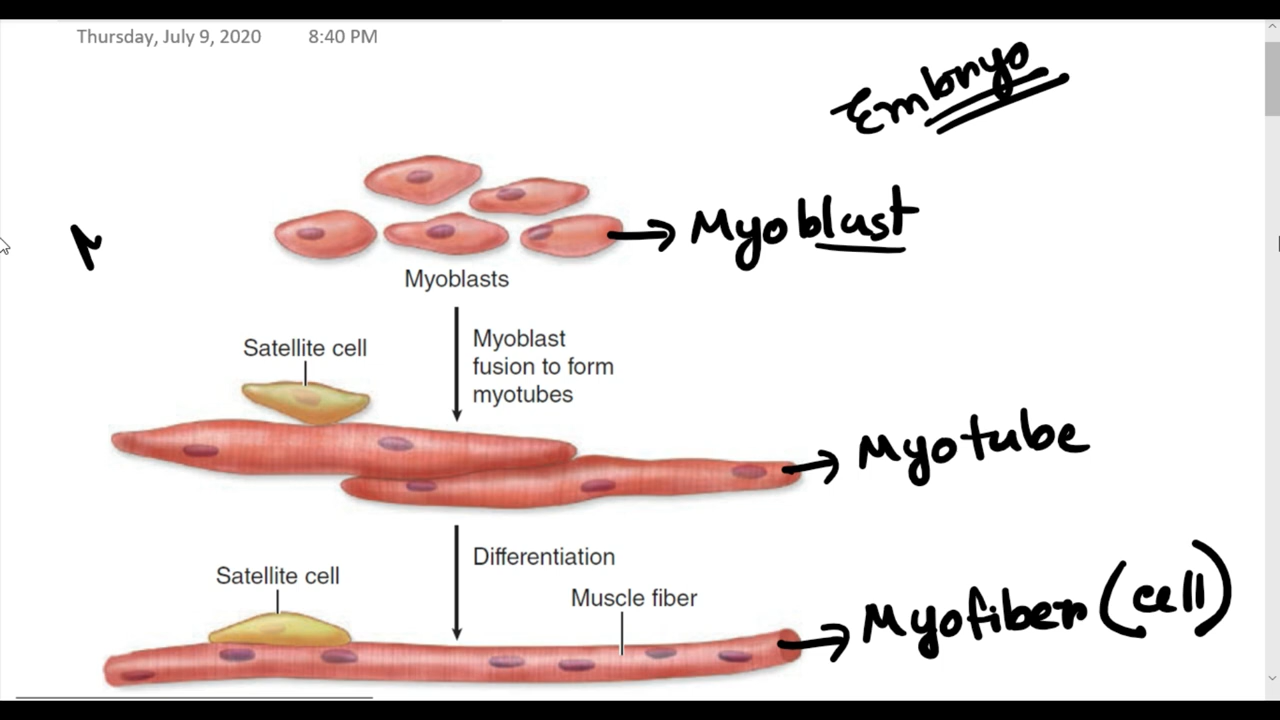 Thursday, July 9, 2020 8:40 PM
Embryo
Myoblast
Myoblasts
Satellite cell
Myoblast
fusion to form
myotubes
Myotube
Differentiation
Satellite cell
Muscle fiber
Myofiber (cell)